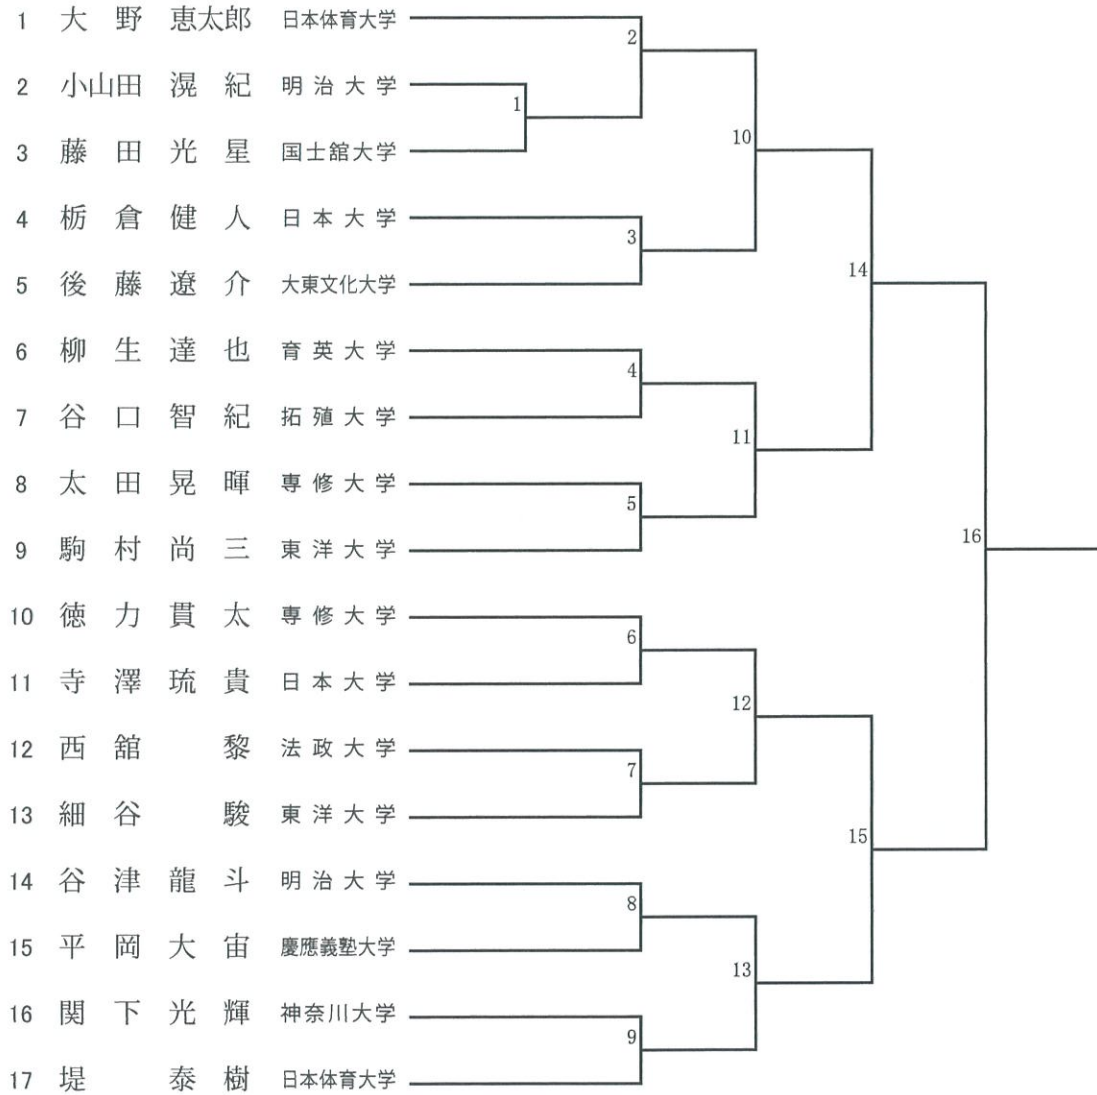 1 大野 恵太郎 日本体育大学
2
2 小山田 滉紀 明治大学
1
3 藤田光星 国士舘大学
10
4 栃倉健人 日本大学
3
5 後藤遼介 大東文化大学
14
6 柳生達也 育英大学
4
7 谷口智紀 拓殖大学
11
8 太田晃暉 専修大学
5
9 駒村尚三 東洋大学
16
10 徳力貫太 専修大学
6
11 寺澤琉貴 日本大学
12
12 西舘 黎 法政大学
7
13 細谷 駿 東洋大学
15
14 谷津龍斗 明治大学
8
15 平岡大宙 慶應義塾大学
13
16 関下光輝 神奈川大学
9
17 堤 泰樹 日本体育大学